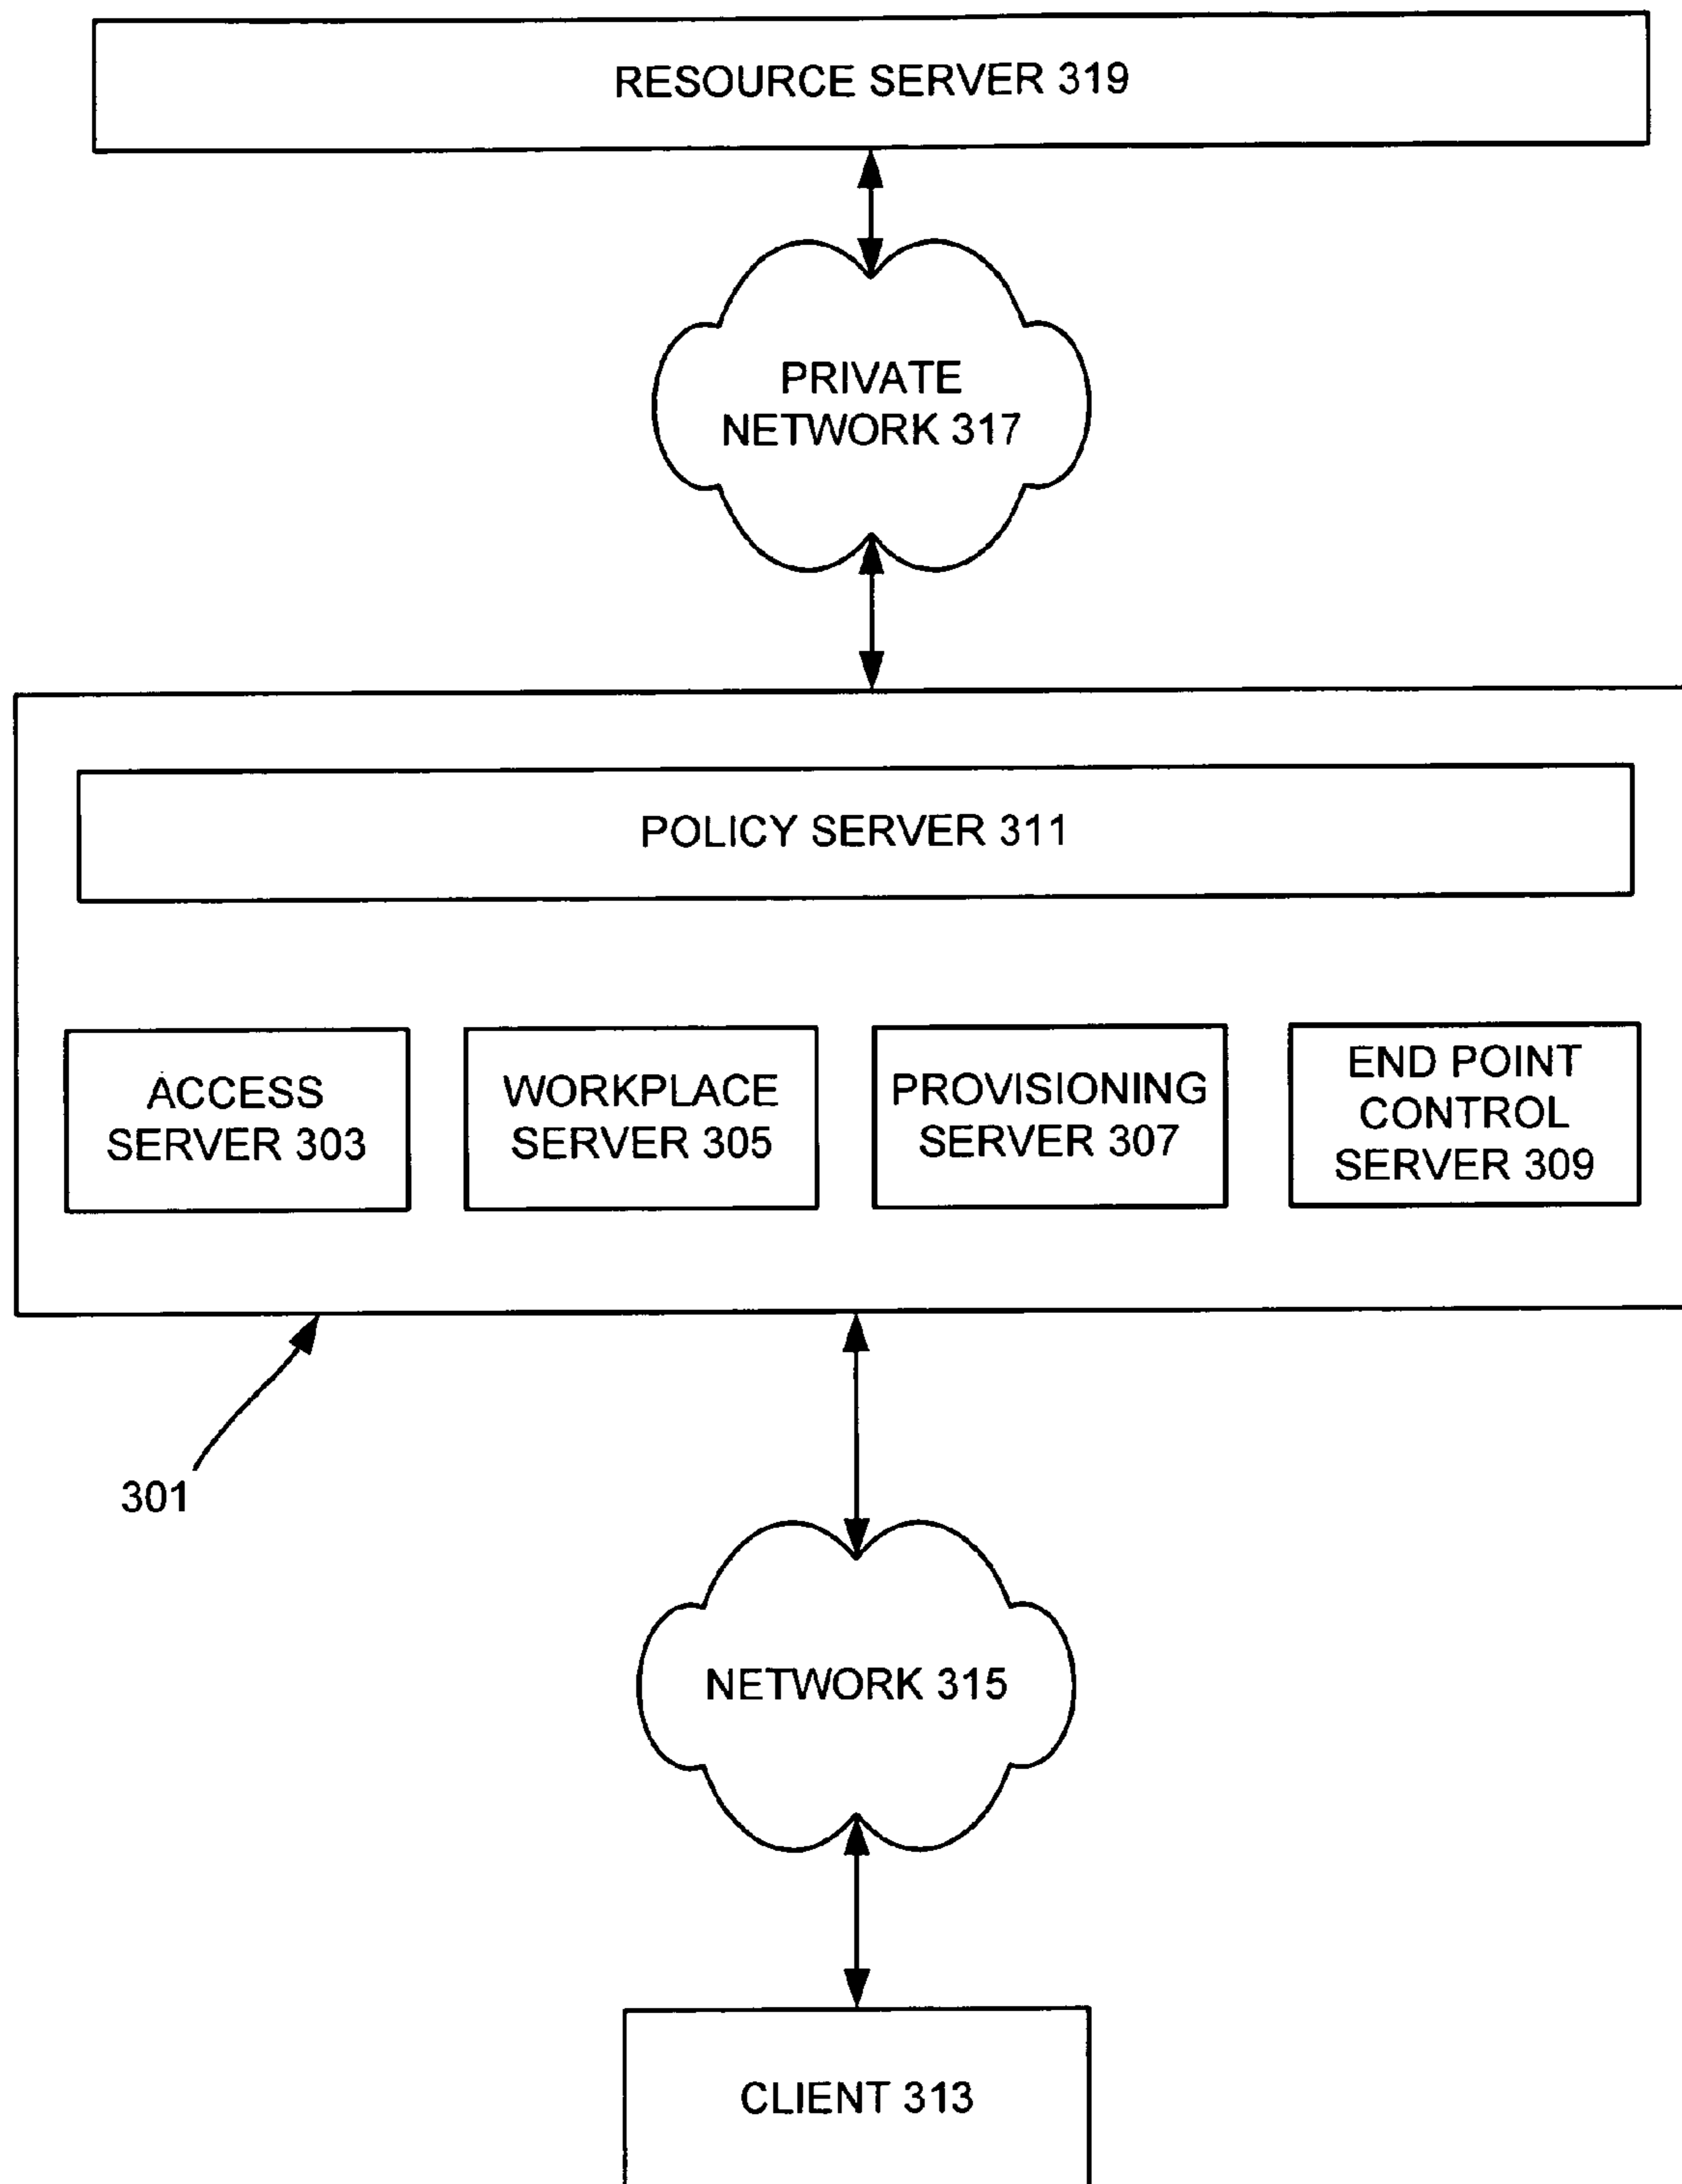 RESOURCE SERVER 319
PRIVATE
NETWORK 317
POLICY SERVER 311
ACCESS
SERVER 303
WORKPLACE
SERVER 305
PROVISIONING
SERVER 307
END POINT
CONTROL
SERVER 309
301
NETWORK 315
CLIENT 313